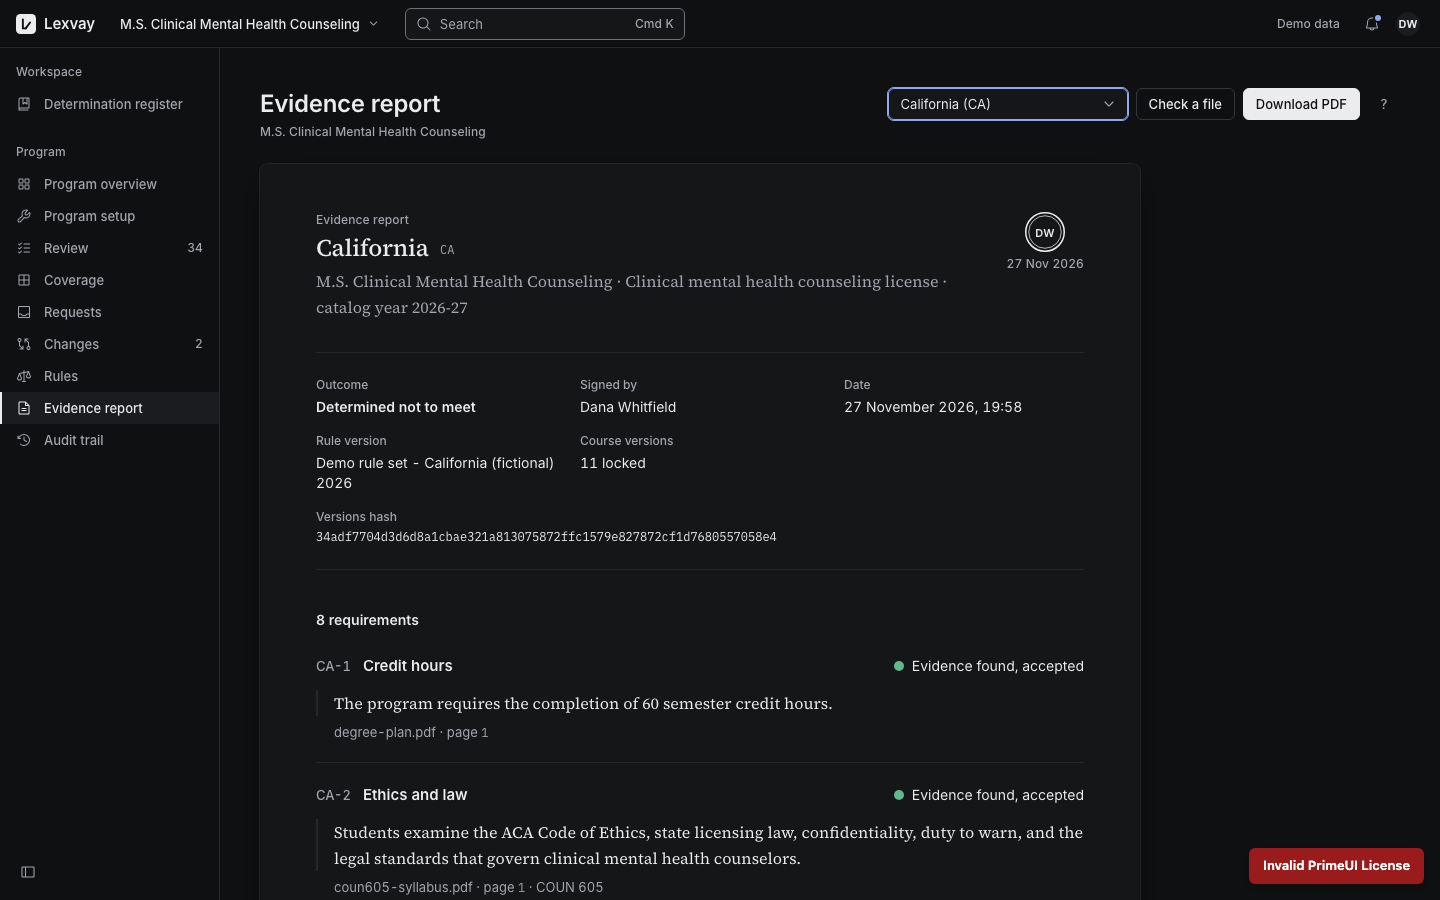 Lexvay
M.S. Clinical Mental Health Counseling
Search
Cmd K
Demo data
DW
Workspace
Determination register
Program
Program overview
Program setup
Review
34
Coverage
Requests
Changes
2
Rules
Evidence report
Audit trail
Evidence report
M.S. Clinical Mental Health Counseling
California (CA)
Check a file
Download PDF
?
Evidence report
California CA
M.S. Clinical Mental Health Counseling · Clinical mental health counseling license ·
catalog year 2026-27
DW
27 Nov 2026
Outcome
Determined not to meet
Signed by
Dana Whitfield
Date
27 November 2026, 19:58
Rule version
Demo rule set - California (fictional)
2026
Course versions
11 locked
Versions hash
34adf7704d3d6d8a1cbae321a813075872ffc1579e827872cf1d7680557058e4
8 requirements
CA-1 Credit hours
Evidence found, accepted
The program requires the completion of 60 semester credit hours.
degree-plan.pdf · page 1
CA-2 Ethics and law
Evidence found, accepted
Students examine the ACA Code of Ethics, state licensing law, confidentiality, duty to warn, and the
legal standards that govern clinical mental health counselors.
coun605-syllabus.pdf · page 1 · COUN 605
Invalid PrimeUI License